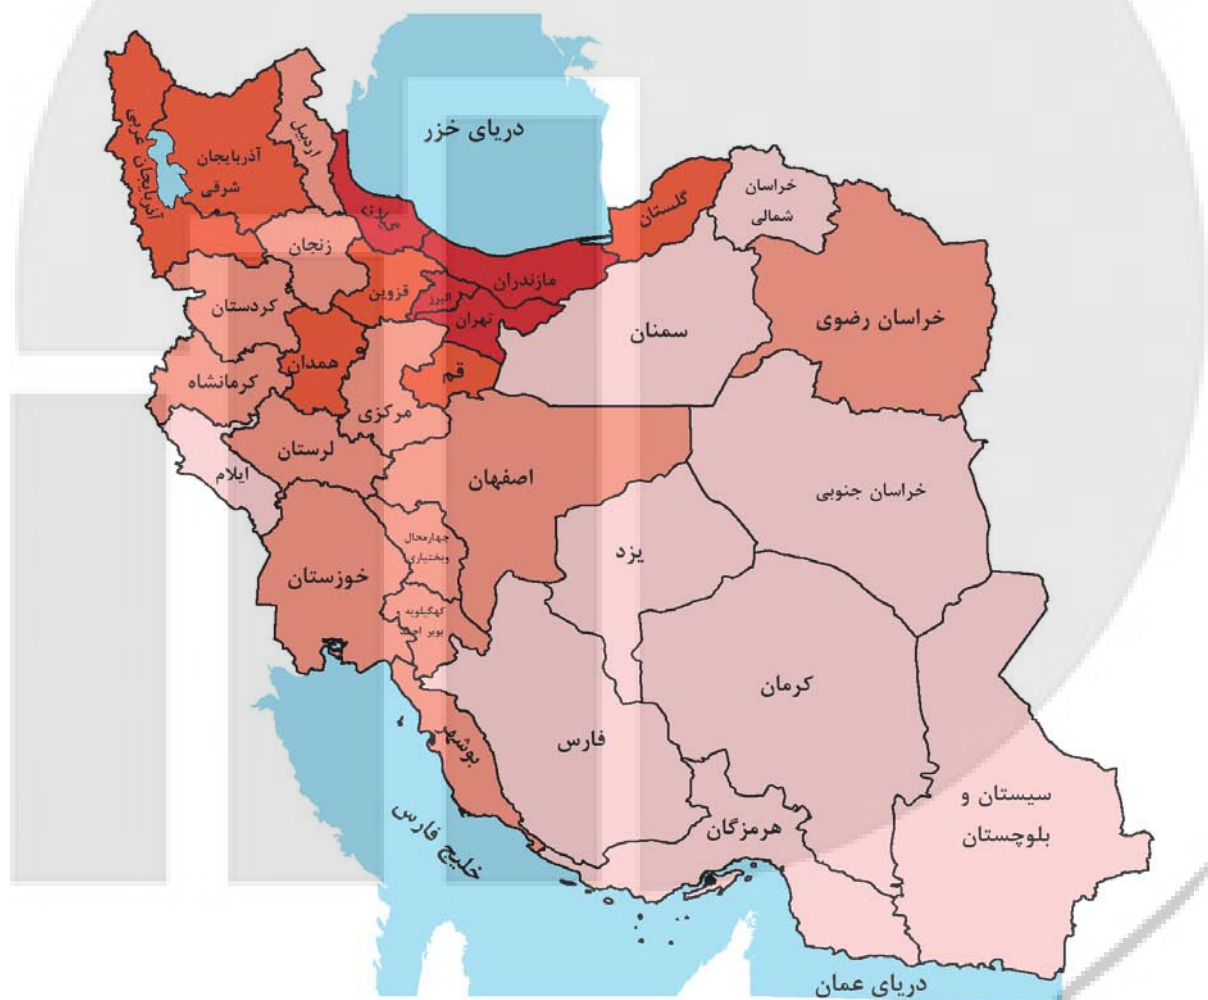 دریای خزر
آذربایجان غربی
آذربایجان
شرقی
اردبیل
گیلان
گلستان
خراسان
شمالی
زنجان
مازندران
قزوین
البرز
تهران
کردستان
سمنان
خراسان رضوی
همدان
قم
کرمانشاه
مرکزی
لرستان
ایلام
اصفهان
خراسان جنوبی
چهارمحال
وبختیاری
یزد
خوزستان
کهگیلویه
بویر احمد
کرمان
فارس
بوشهر
سیستان و
بلوچستان
هرمزگان
خلیج فارس
دریای عمان